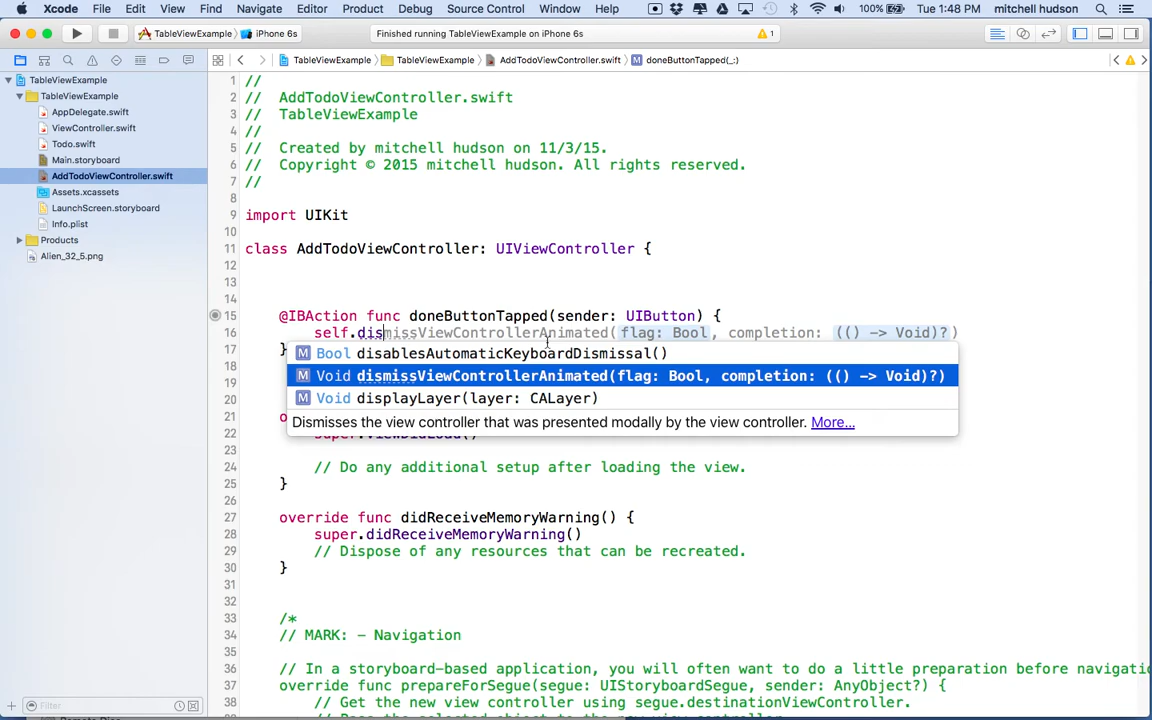 Xcode File Edit View Find Navigate Editor Product Debug Source Control Window Help 100% Tue 1:48 PM mitchell hudson
TableViewExample iPhone 6s Finished running TableViewExample on iPhone 6s 1
TableViewExample TableViewExample AddTodoViewController.swift M doneButtonTapped(_:)
TableViewExample
TableViewExample
AppDelegate.swift
ViewController.swift
Todo.swift
Main.storyboard
AddTodoViewController.swift
Assets.xcassets
LaunchScreen.storyboard
Info.plist
Products
Alien_32_5.png
Filter
1 //
2 // AddTodoViewController.swift
3 // TableViewExample
4 //
5 // Created by mitchell hudson on 11/3/15.
6 // Copyright © 2015 mitchell hudson. All rights reserved.
7 //
8
9 import UIKit
10
11 class AddTodoViewController: UIViewController {
12
13
14
15 @IBAction func doneButtonTapped(sender: UIButton) {
16 self.dismissViewControllerAnimated(flag: Bool, completion: (() -> Void)?)
17 }
M Bool disablesAutomaticKeyboardDismissal()
18
M Void dismissViewControllerAnimated(flag: Bool, completion: (() -> Void)?)
19
M Void displayLayer(layer: CALayer)
20
21 o
Dismisses the view controller that was presented modally by the view controller. More...
22 super.viewDidLoad()
23
24 // Do any additional setup after loading the view.
25 }
26
27 override func didReceiveMemoryWarning() {
28 super.didReceiveMemoryWarning()
29 // Dispose of any resources that can be recreated.
30 }
31
32
33 /*
34 // MARK: - Navigation
35
36 // In a storyboard-based application, you will often want to do a little preparation before navigatio
37 override func prepareForSegue(segue: UIStoryboardSegue, sender: AnyObject?) {
38 // Get the new view controller using segue.destinationViewController.